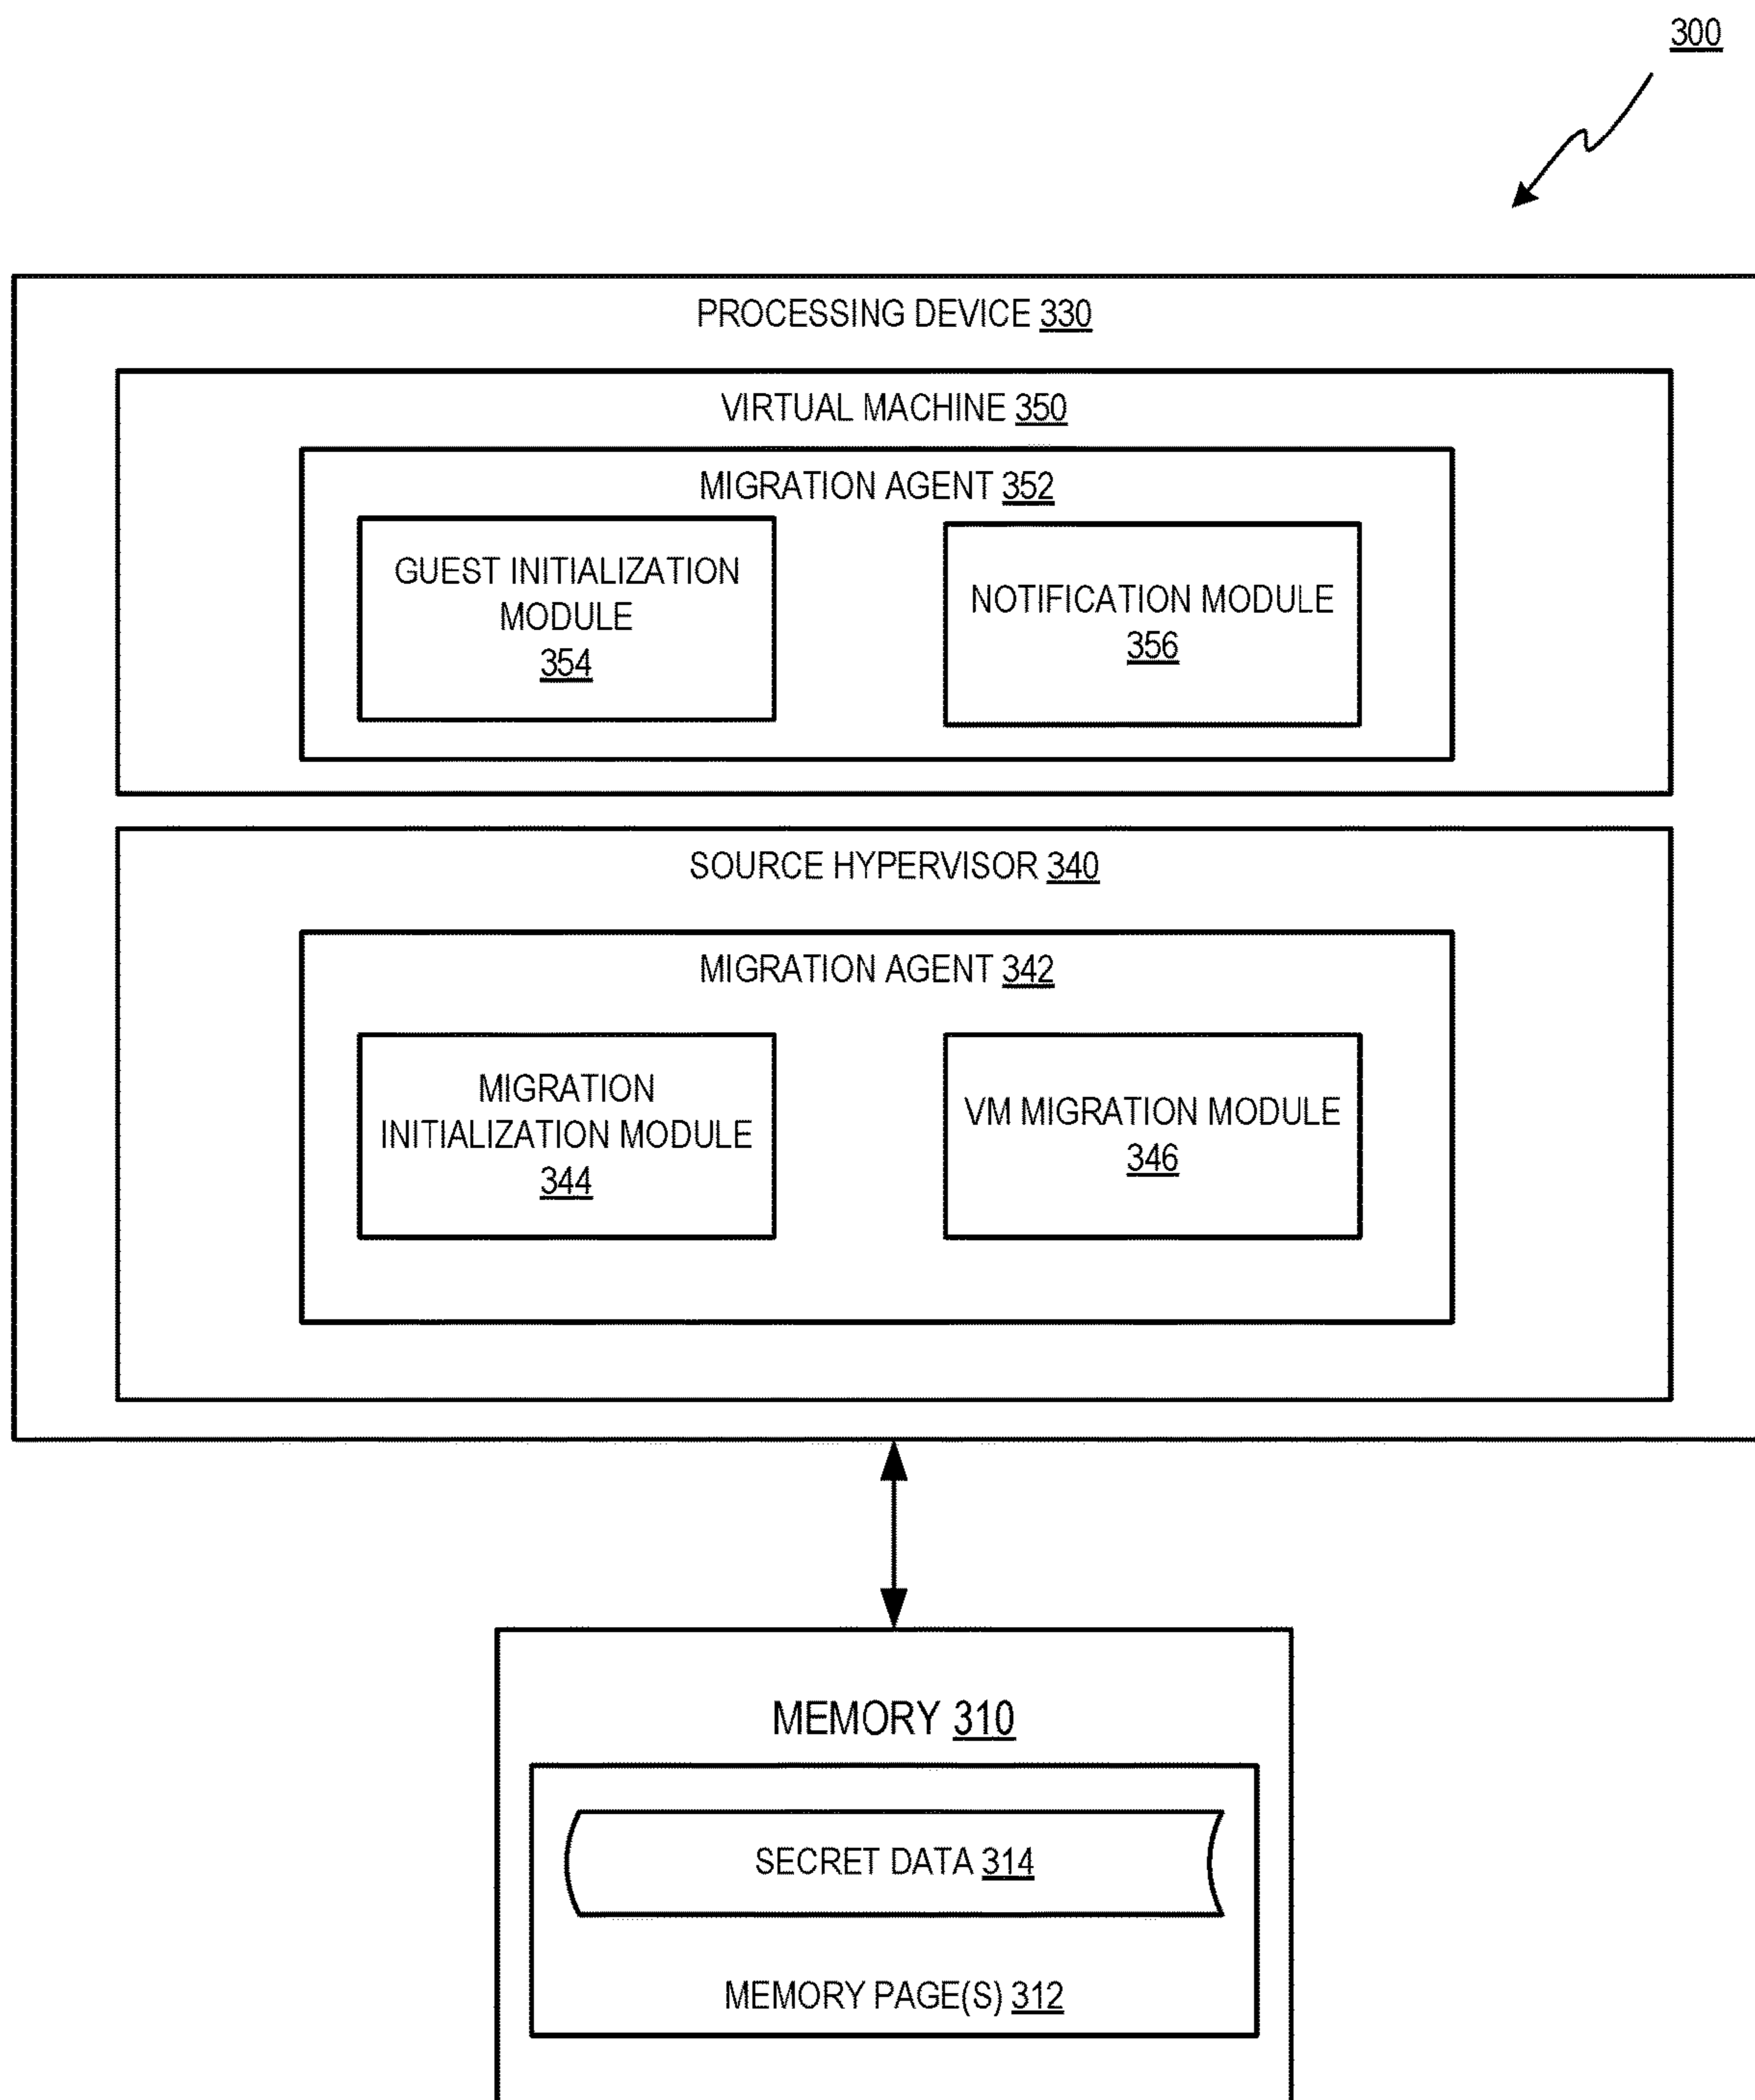 300
PROCESSING DEVICE 330
VIRTUAL MACHINE 350
MIGRATION AGENT 352
GUEST INITIALIZATION
MODULE
354
NOTIFICATION MODULE
356
SOURCE HYPERVISOR 340
MIGRATION AGENT 342
MIGRATION
INITIALIZATION MODULE
344
VM MIGRATION MODULE
346
MEMORY 310
SECRET DATA 314
MEMORY PAGE(S) 312